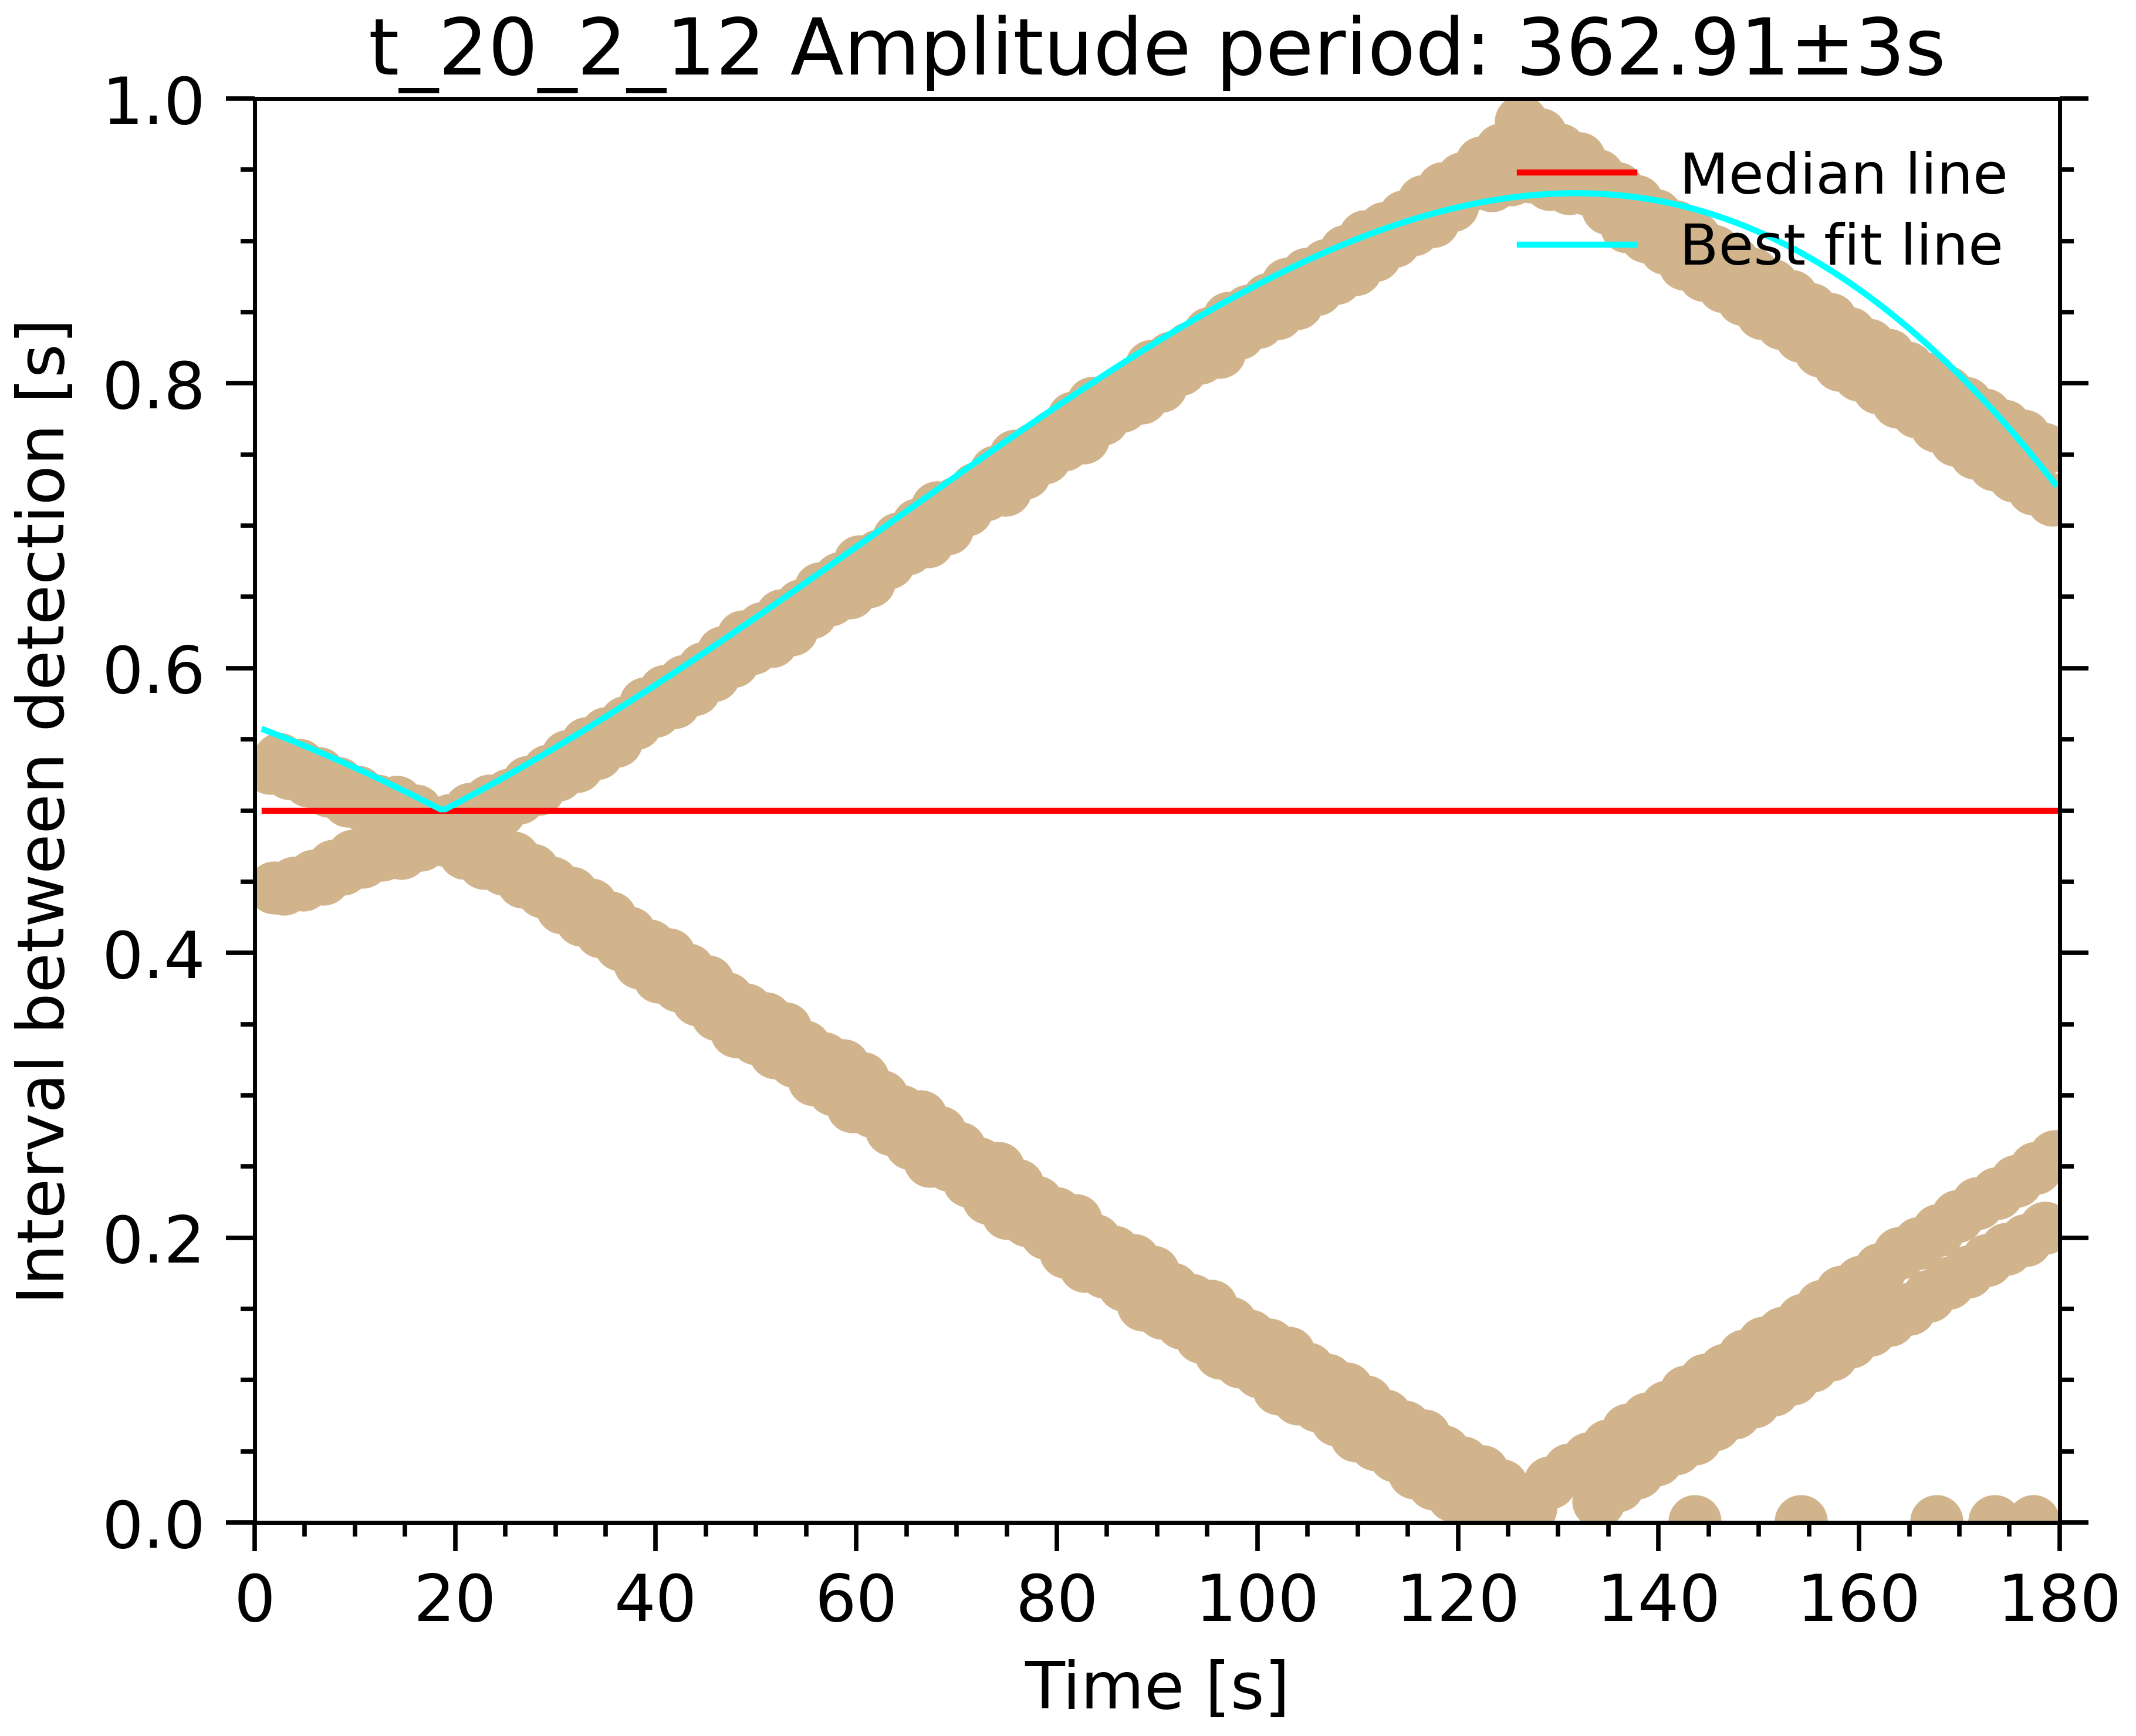 t_20_2_12 Amplitude period: 362.91±3s
1.0
0.8
0.6
0.4
0.2
0.0
Interval between detection [s]
Median line
Best fit line
0 20 40 60 80 100 120 140 160 180
Time [s]